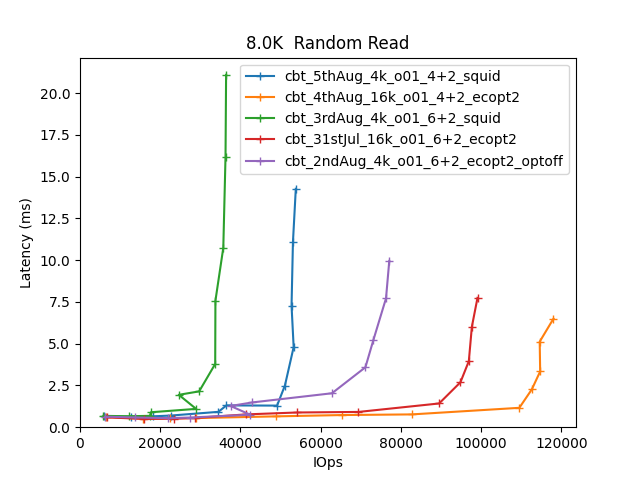 8.0K  Random Read
cbt_5thAug_4k_o01_4+2_squid
cbt_4thAug_16k_o01_4+2_ecopt2
cbt_3rdAug_4k_o01_6+2_squid
cbt_31stJul_16k_o01_6+2_ecopt2
cbt_2ndAug_4k_o01_6+2_ecopt2_optoff
Latency (ms)
20.0
17.5
15.0
12.5
10.0
7.5
5.0
2.5
0.0
0 20000 40000 60000 80000 100000 120000
IOps